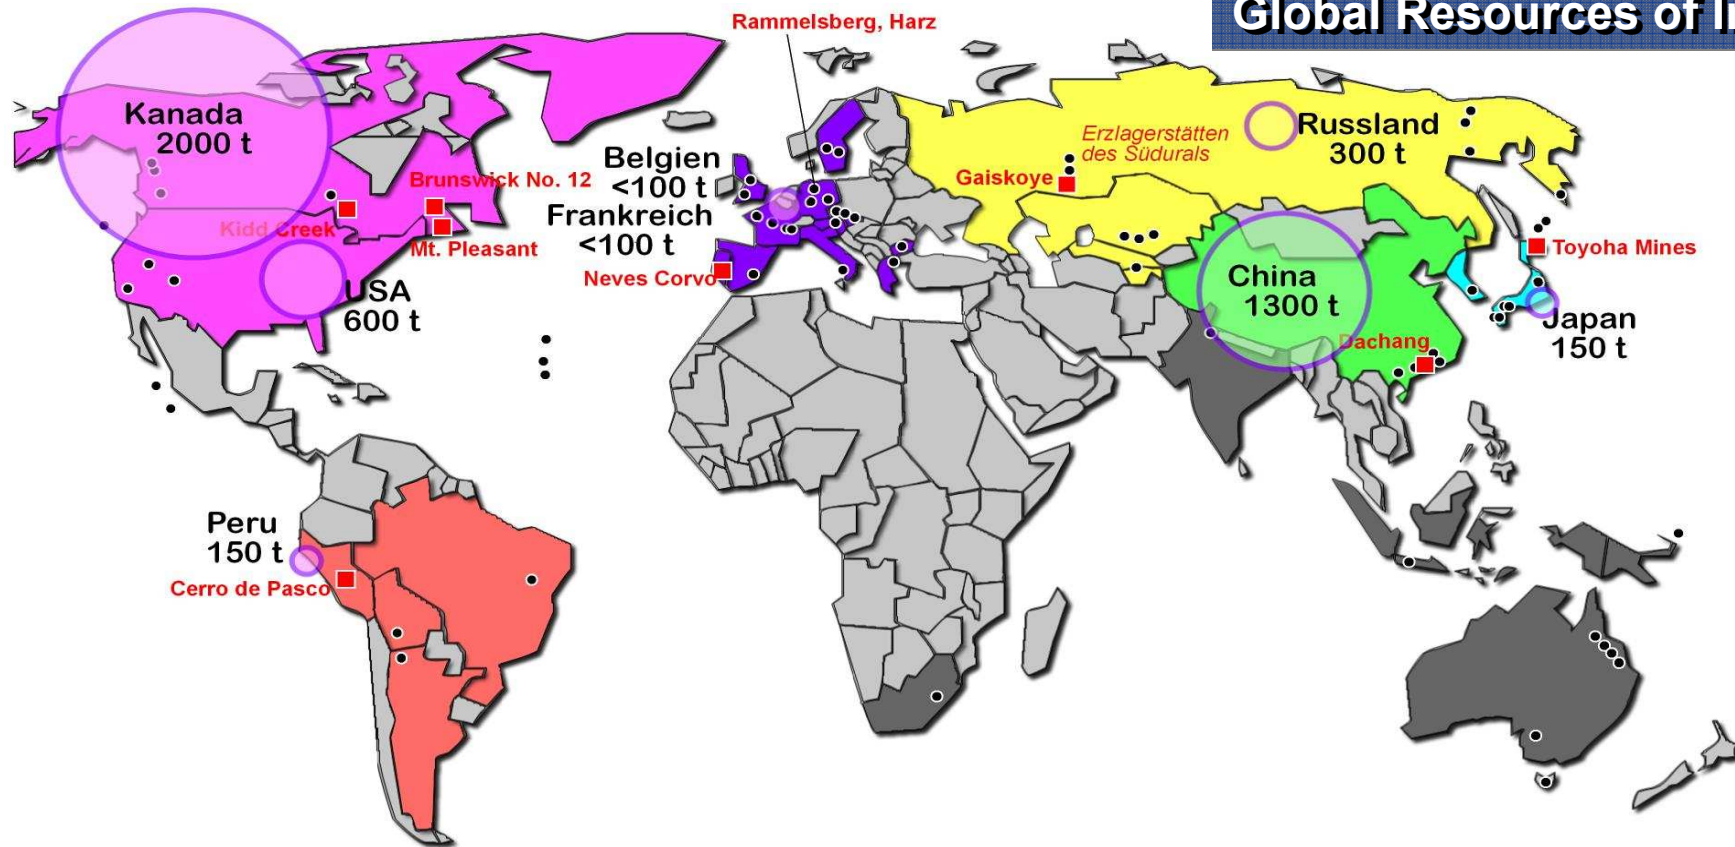 Global Resources of
Rammelsberg, Harz
Kanada
2000 t
Brunswick No. 12
Kidd Creek
Mt. Pleasant
USA
600 t
Belgien
<100 t
Frankreich
<100 t
Neves Corvo
Erzlagerstätten
des Südurals
Gaiskoye
Russland
300 t
Toyoha Mines
China
1300 t
Dachang
Japan
150 t
Peru
150 t
Cerro de Pasco